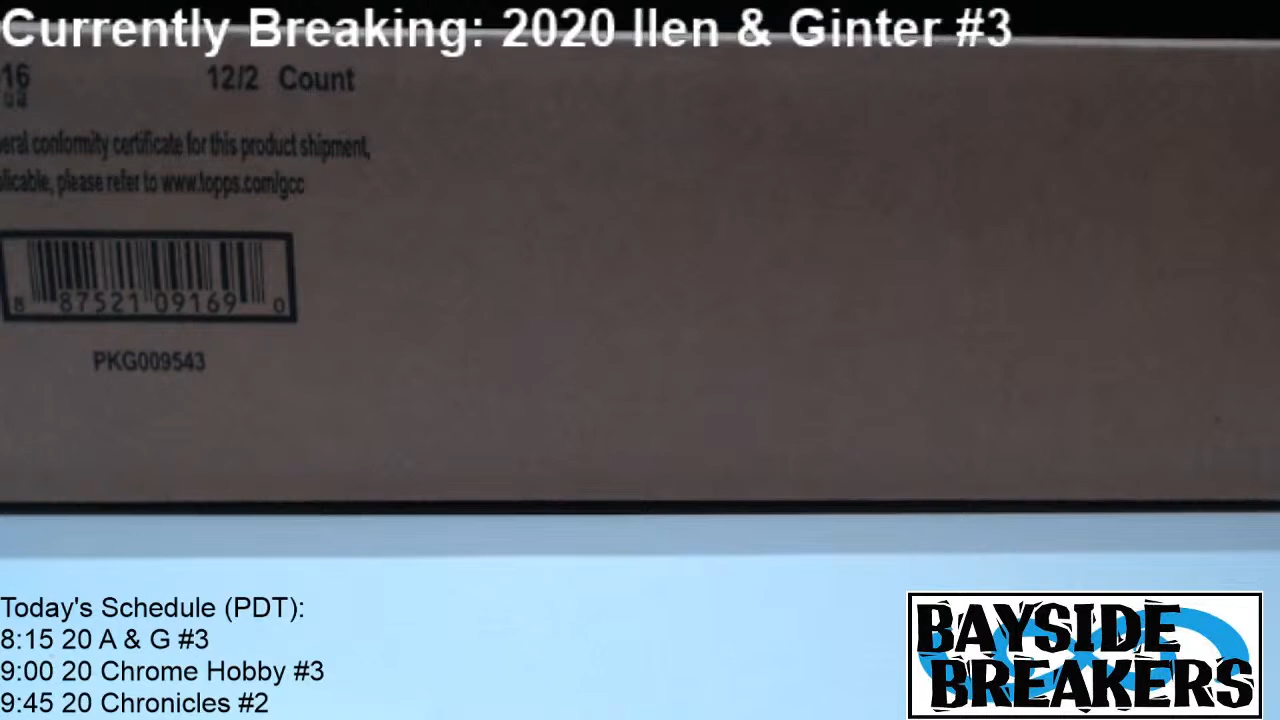 Currently Breaking: 2020 llen & Ginter #3
16 12/2 Count
eral conformity certificate for this product shipment,
licable, please refer to www.topps.com/gcc
8 87521 09169 0
PKG009543
Today's Schedule (PDT):
8:15 20 A & G #3
9:00 20 Chrome Hobby #3
9:45 20 Chronicles #2
BAYSIDE
BREAKERS